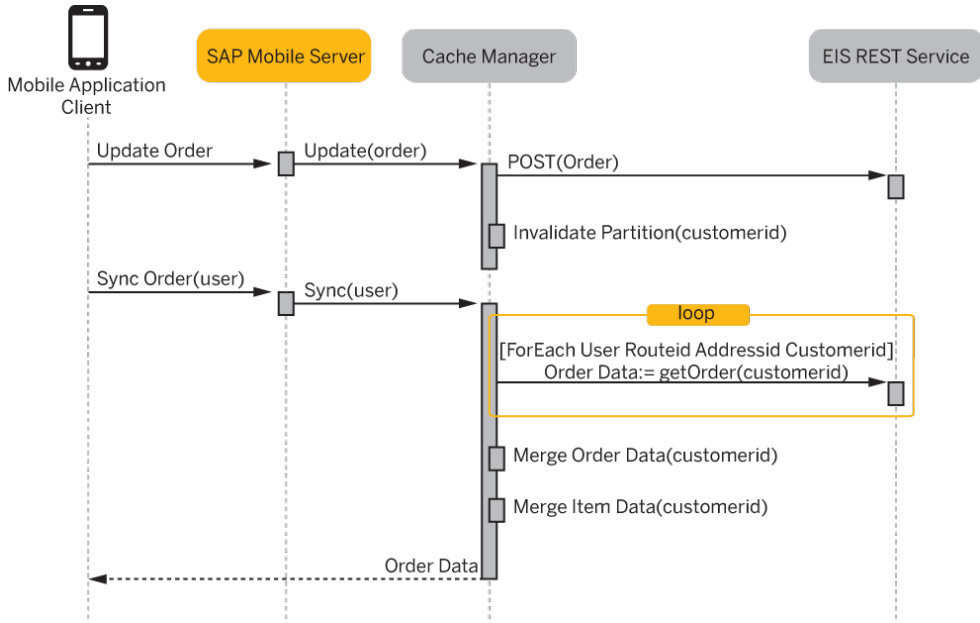 SAP Mobile Server
Cache Manager
EIS REST Service
Mobile Application
Client
Update Order
Update(order)
POST(Order)
Invalidate Partition(customerid)
Sync Order(user)
Sync(user)
loop
[ForEach User Routeid Addressid Customerid]
Order Data:= getOrder(customerid)
Merge Order Data(customerid)
Merge Item Data(customerid)
Order Data